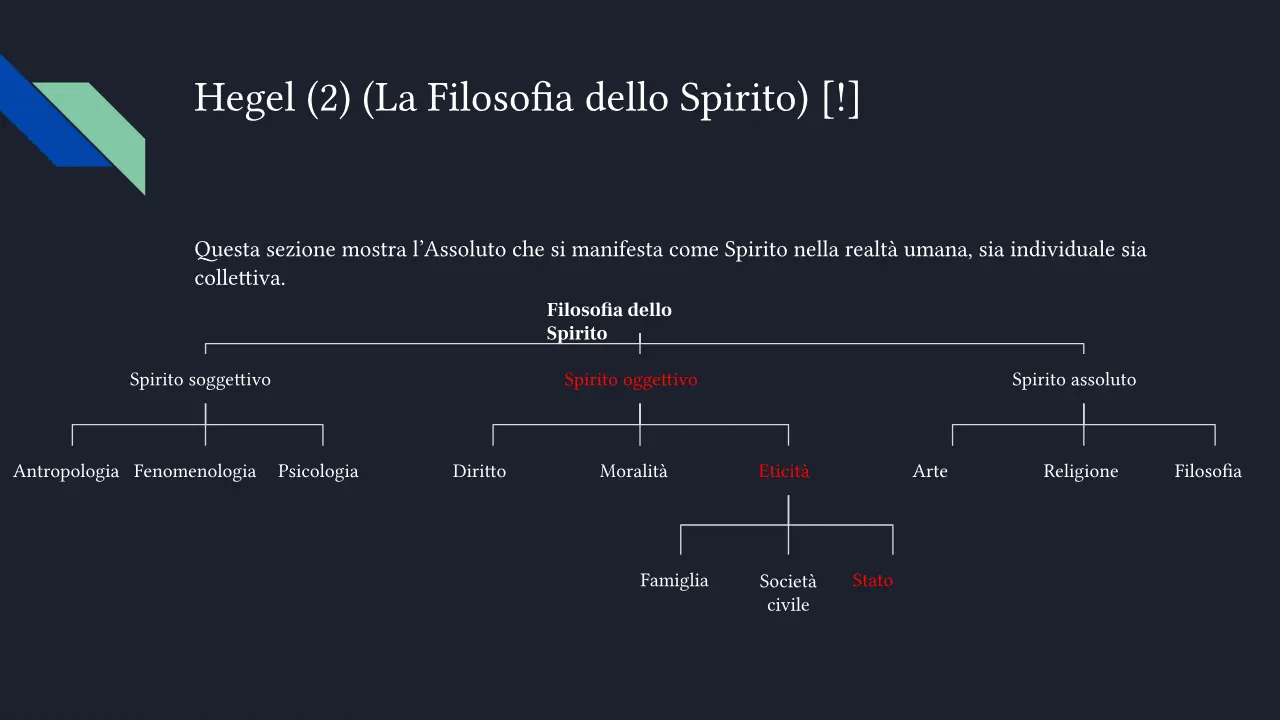 Hegel (2) (La Filosofia dello Spirito) [!]
Questa sezione mostra l’Assoluto che si manifesta come Spirito nella realtà umana, sia individuale sia
collettiva.
Filosofia dello
Spirito
Spirito soggettivo
Spirito oggettivo
Spirito assoluto
Antropologia
Fenomenologia
Psicologia
Diritto
Moralità
Eticità
Arte
Religione
Filosofia
Famiglia
Società
civile
Stato